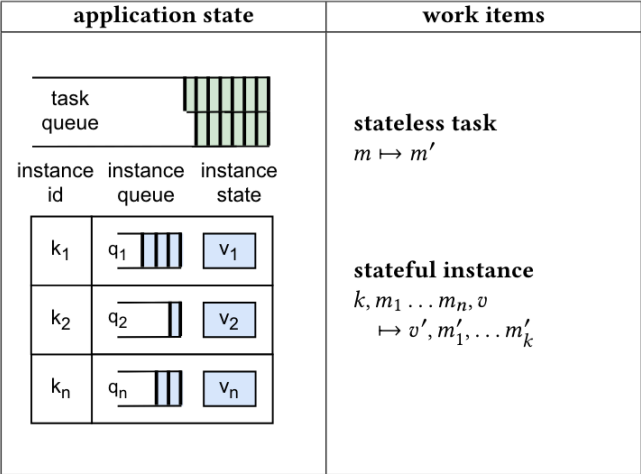 application state
work items
task
queue
instance id
instance queue
instance state
k₁ q₁ v₁
k₂ q₂ v₂
kₙ qₙ vₙ
stateless task
m ↦ m′
stateful instance
k, m₁ … mₙ, v
↦ v′, m′₁, … m′ₖ